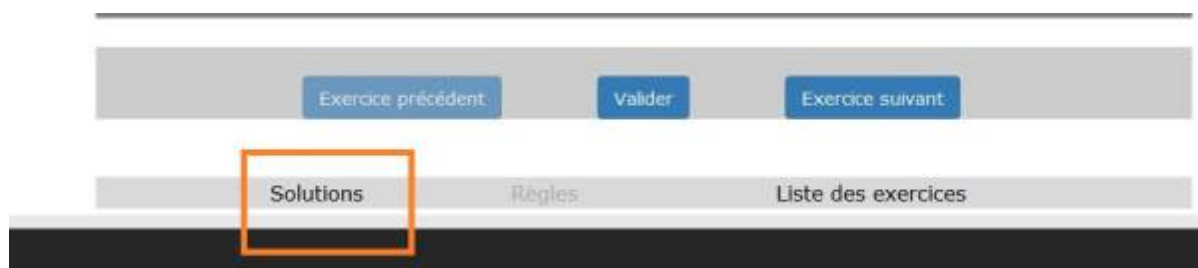 Exercice précédent Valider Exercice suivant
Solutions Règles Liste des exercices